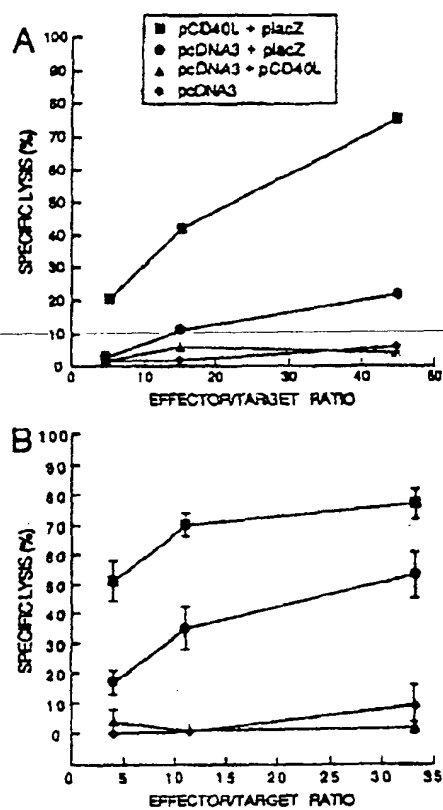 A
pCD40L + placZ
pcDNA3 + placZ
pcDNA3 + pCD40L
pcDNA3
SPECIFIC LYSIS (%)
100
90
80
70
60
50
40
30
20
10
0
0 10 20 30 40 50
EFFECTOR/TARGET RATIO
B
SPECIFIC LYSIS (%)
100
90
80
70
60
50
40
30
20
10
0
0 5 10 15 20 25 30 35
EFFECTOR/TARGET RATIO